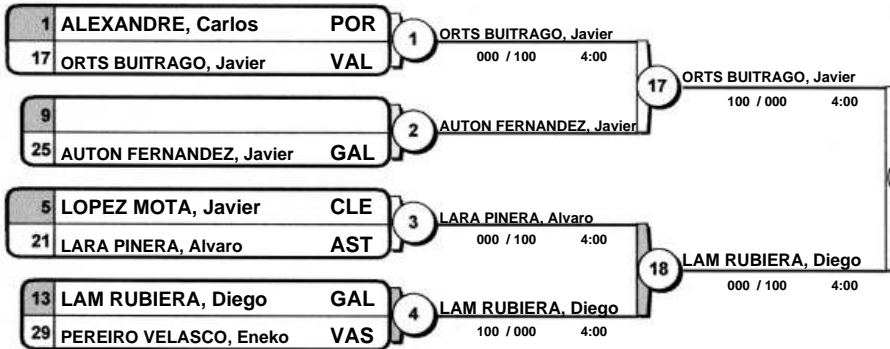 1 ALEXANDRE, Carlos POR
17 ORTS BUITRAGO, Javier VAL
1
ORTS BUITRAGO, Javier
000 / 100 4:00
9
25 AUTON FERNANDEZ, Javier GAL
2
AUTON FERNANDEZ, Javier
17
ORTS BUITRAGO, Javier
100 / 000 4:00
5 LOPEZ MOTA, Javier CLE
21 LARA PINERA, Alvaro AST
3
LARA PINERA, Alvaro
000 / 100 4:00
13 LAM RUBIERA, Diego GAL
29 PEREIRO VELASCO, Eneko VAS
4
LAM RUBIERA, Diego
100 / 000 4:00
18
LAM RUBIERA, Diego
000 / 100 4:00